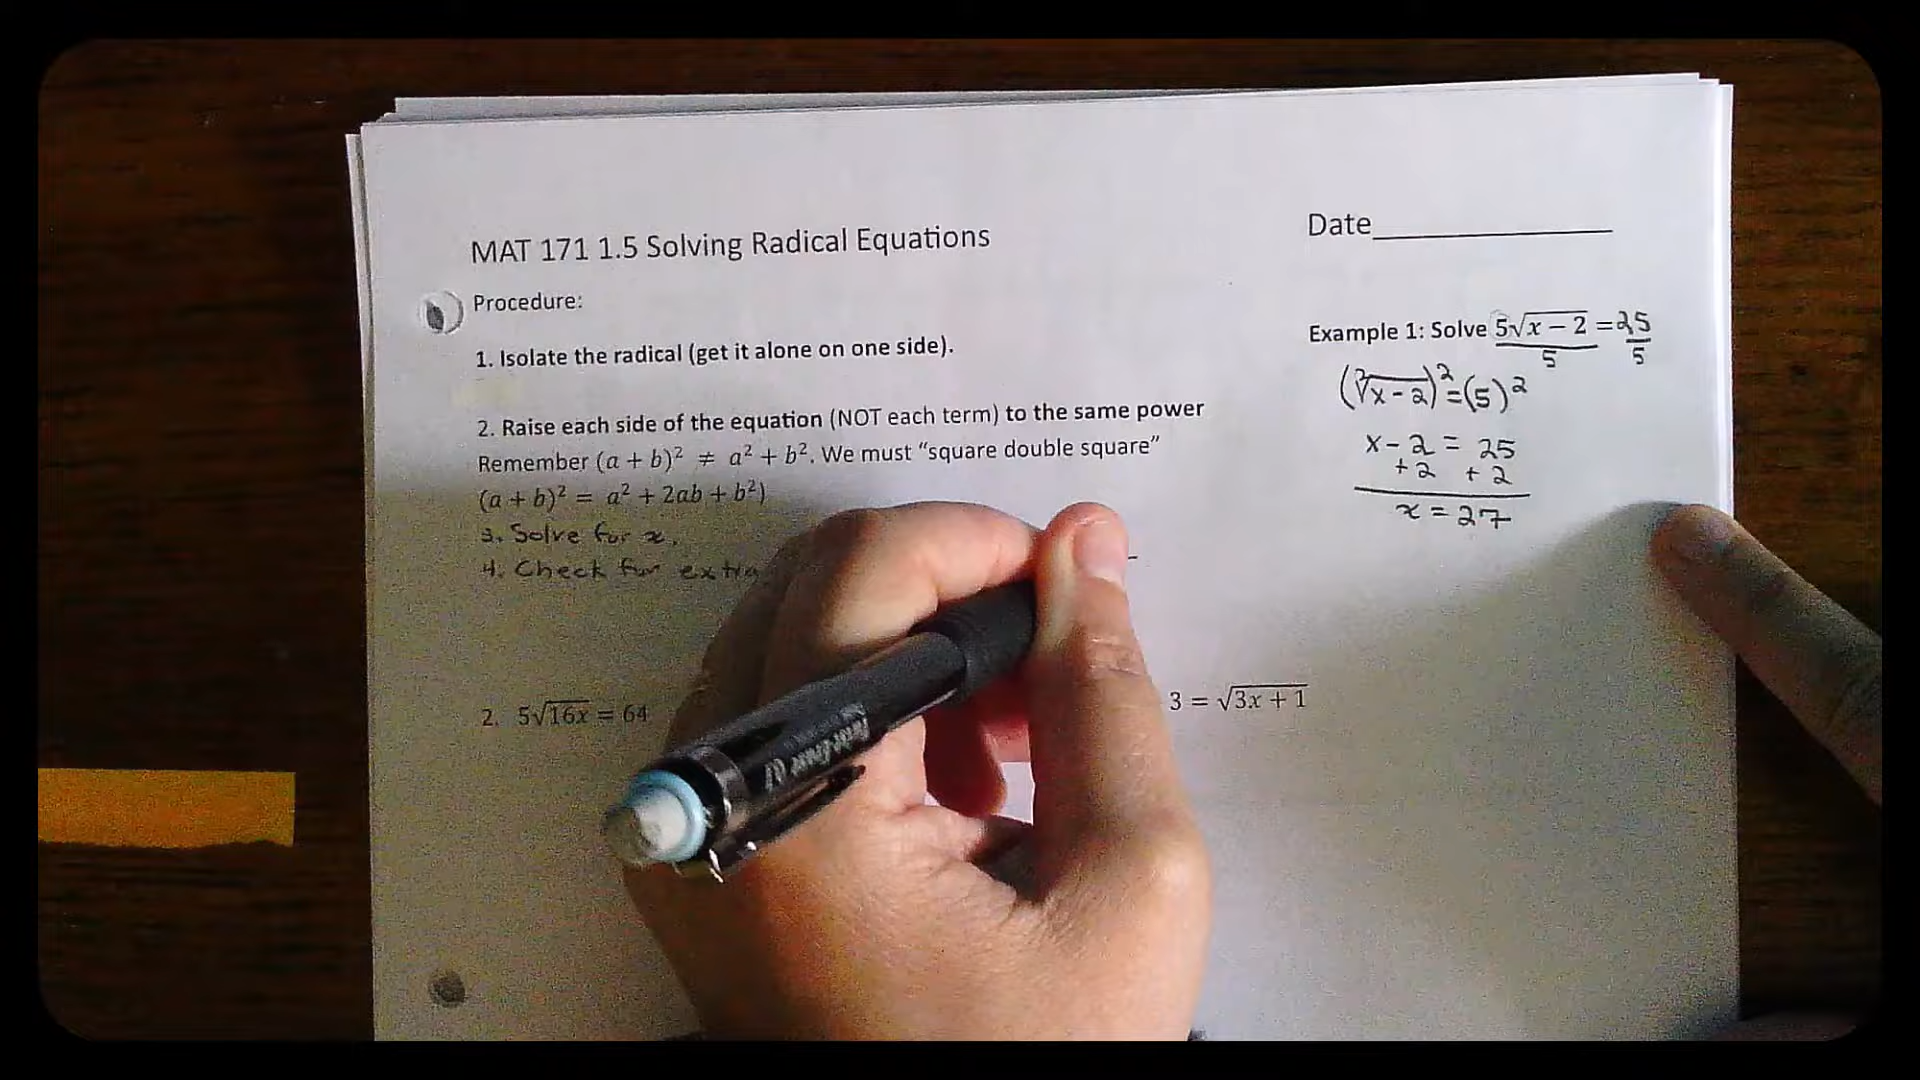 MAT 171 1.5 Solving Radical Equations
Date______________
Procedure:
1. Isolate the radical (get it alone on one side).
2. Raise each side of the equation (NOT each term) to the same power
Remember (a + b)² ≠ a² + b². We must “square double square”
(a + b)² = a² + 2ab + b²)
3. Solve for x.
4. Check for extra
Example 1: Solve 5√(x − 2) = 25
5 5
(²√(x - 2))² = (5)²
x - 2 = 25
+2 +2
x = 27
2. 5√(16x) = 64
3 = √(3x + 1)